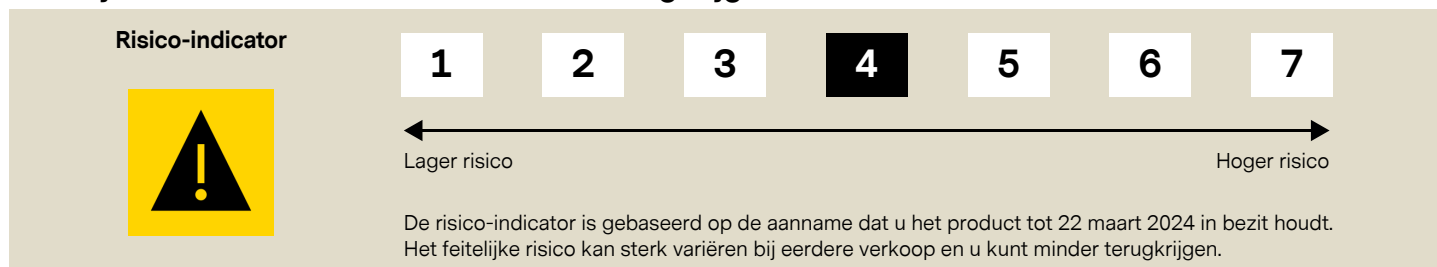 Risico-indicator
1 2 3 4 5 6 7
Lager risico Hoger risico
De risico-indicator is gebaseerd op de aanname dat u het product tot 22 maart 2024 in bezit houdt.
Het feitelijke risico kan sterk variëren bij eerdere verkoop en u kunt minder terugkrijgen.